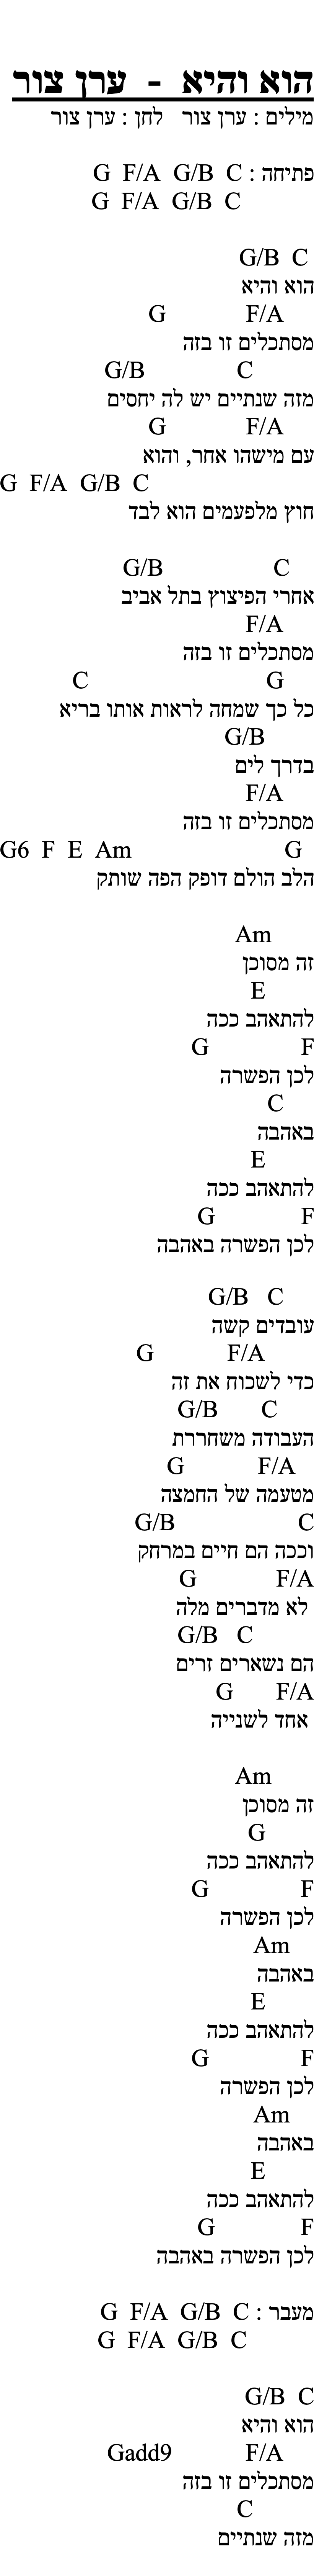 הוא והיא - ערן צור
מילים : ערן צור   לחן : ערן צור
פתיחה : G  F/A  G/B  C
G  F/A  G/B  C
G/B  C
הוא והיא
G             F/A
מסתכלים זו בזה
G/B               C
מזה שנתיים יש לה יחסים
G             F/A
עם מישהו אחר, והוא
G  F/A  G/B  C
חוץ מלפעמים הוא לבד
G/B                  C
אחרי הפיצוץ בתל אביב
F/A
מסתכלים זו בזה
C                             G
כל כך שמחה לראות אותו בריא
G/B
בדרך לים
F/A
מסתכלים זו בזה
G6  F  E  Am                         G
הלב הולם דופק הפה שותק
Am
זה מסוכן
E
להתאהב ככה
G               F
לכן הפשרה
C
באהבה
E
להתאהב ככה
G              F
לכן הפשרה באהבה
G/B   C
עובדים קשה
G            F/A
כדי לשכוח את זה
G/B       C
העבודה משחררת
G            F/A
מטעמה של החמצה
G/B                    C
וככה הם חיים במרחק
G             F/A
לא מדברים מלה
G/B   C
הם נשארים זרים
G       F/A
אחד לשנייה
Am
זה מסוכן
G
להתאהב ככה
G               F
לכן הפשרה
Am
באהבה
E
להתאהב ככה
G               F
לכן הפשרה
Am
באהבה
E
להתאהב ככה
G              F
לכן הפשרה באהבה
מעבר : G  F/A  G/B  C
G  F/A  G/B  C
G/B  C
הוא והיא
Gadd9            F/A
מסתכלים זו בזה
C
מזה שנתיים